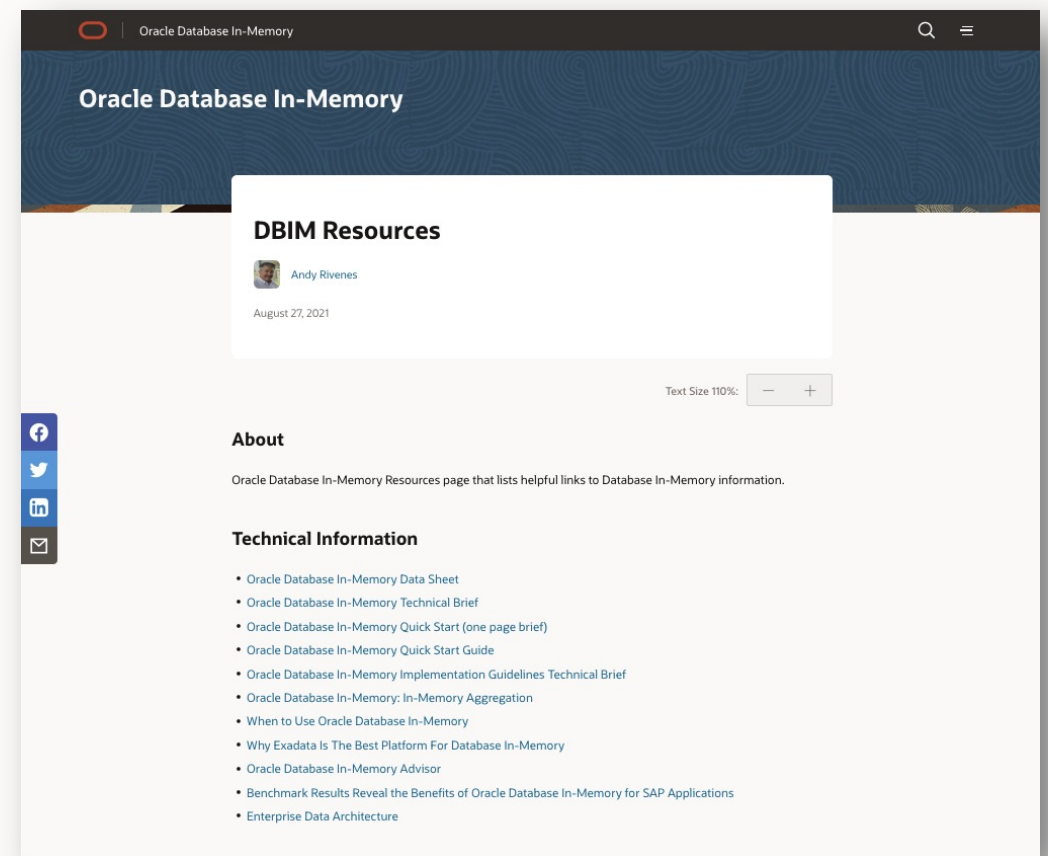 Oracle Database In-Memory
Oracle Database In-Memory
DBIM Resources
Andy Rivenes
August 27, 2021
Text Size 110%: — +
About
Oracle Database In-Memory Resources page that lists helpful links to Database In-Memory information.
Technical Information
• Oracle Database In-Memory Data Sheet
• Oracle Database In-Memory Technical Brief
• Oracle Database In-Memory Quick Start (one page brief)
• Oracle Database In-Memory Quick Start Guide
• Oracle Database In-Memory Implementation Guidelines Technical Brief
• Oracle Database In-Memory: In-Memory Aggregation
• When to Use Oracle Database In-Memory
• Why Exadata Is The Best Platform For Database In-Memory
• Oracle Database In-Memory Advisor
• Benchmark Results Reveal the Benefits of Oracle Database In-Memory for SAP Applications
• Enterprise Data Architecture